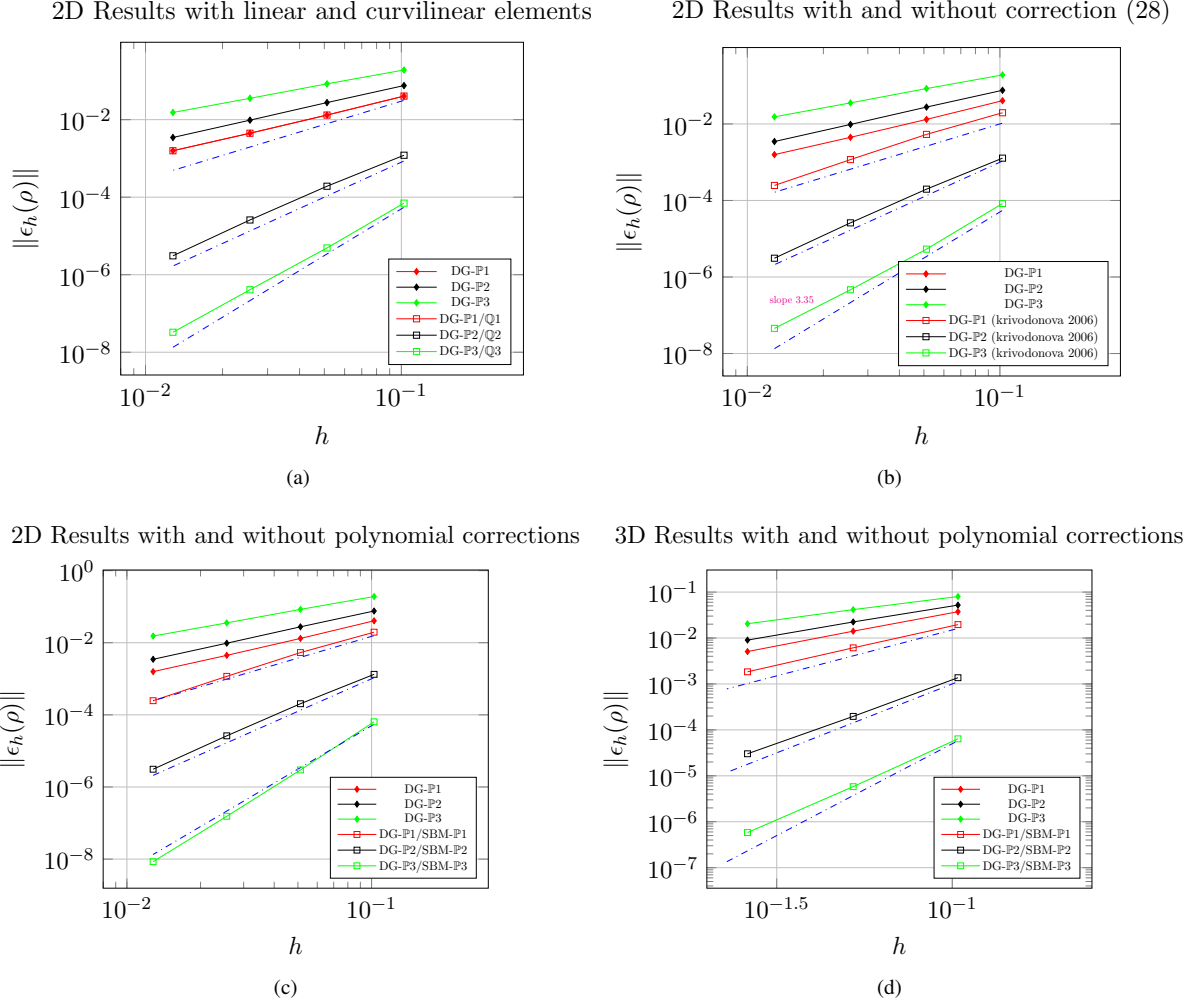 2D Results with linear and curvilinear elements
10⁻²
10⁻⁴
10⁻⁶
10⁻⁸
||ϵₕ(ρ)||
DG-ℙ1
DG-ℙ2
DG-ℙ3
DG-ℙ1/ℚ1
DG-ℙ2/ℚ2
DG-ℙ3/ℚ3
10⁻² 10⁻¹
h
(a)
2D Results with and without correction (28)
10⁻²
10⁻⁴
10⁻⁶
10⁻⁸
||ϵₕ(ρ)||
slope 3.35
DG-ℙ1
DG-ℙ2
DG-ℙ3
DG-ℙ1 (krivodonova 2006)
DG-ℙ2 (krivodonova 2006)
DG-ℙ3 (krivodonova 2006)
10⁻² 10⁻¹
h
(b)
2D Results with and without polynomial corrections
10⁰
10⁻²
10⁻⁴
10⁻⁶
10⁻⁸
||ϵₕ(ρ)||
DG-ℙ1
DG-ℙ2
DG-ℙ3
DG-ℙ1/SBM-ℙ1
DG-ℙ2/SBM-ℙ2
DG-ℙ3/SBM-ℙ3
10⁻² 10⁻¹
h
(c)
3D Results with and without polynomial corrections
10⁻¹
10⁻²
10⁻³
10⁻⁴
10⁻⁵
10⁻⁶
10⁻⁷
||ϵₕ(ρ)||
DG-ℙ1
DG-ℙ2
DG-ℙ3
DG-ℙ1/SBM-ℙ1
DG-ℙ2/SBM-ℙ2
DG-ℙ3/SBM-ℙ3
10⁻¹·⁵ 10⁻¹
h
(d)